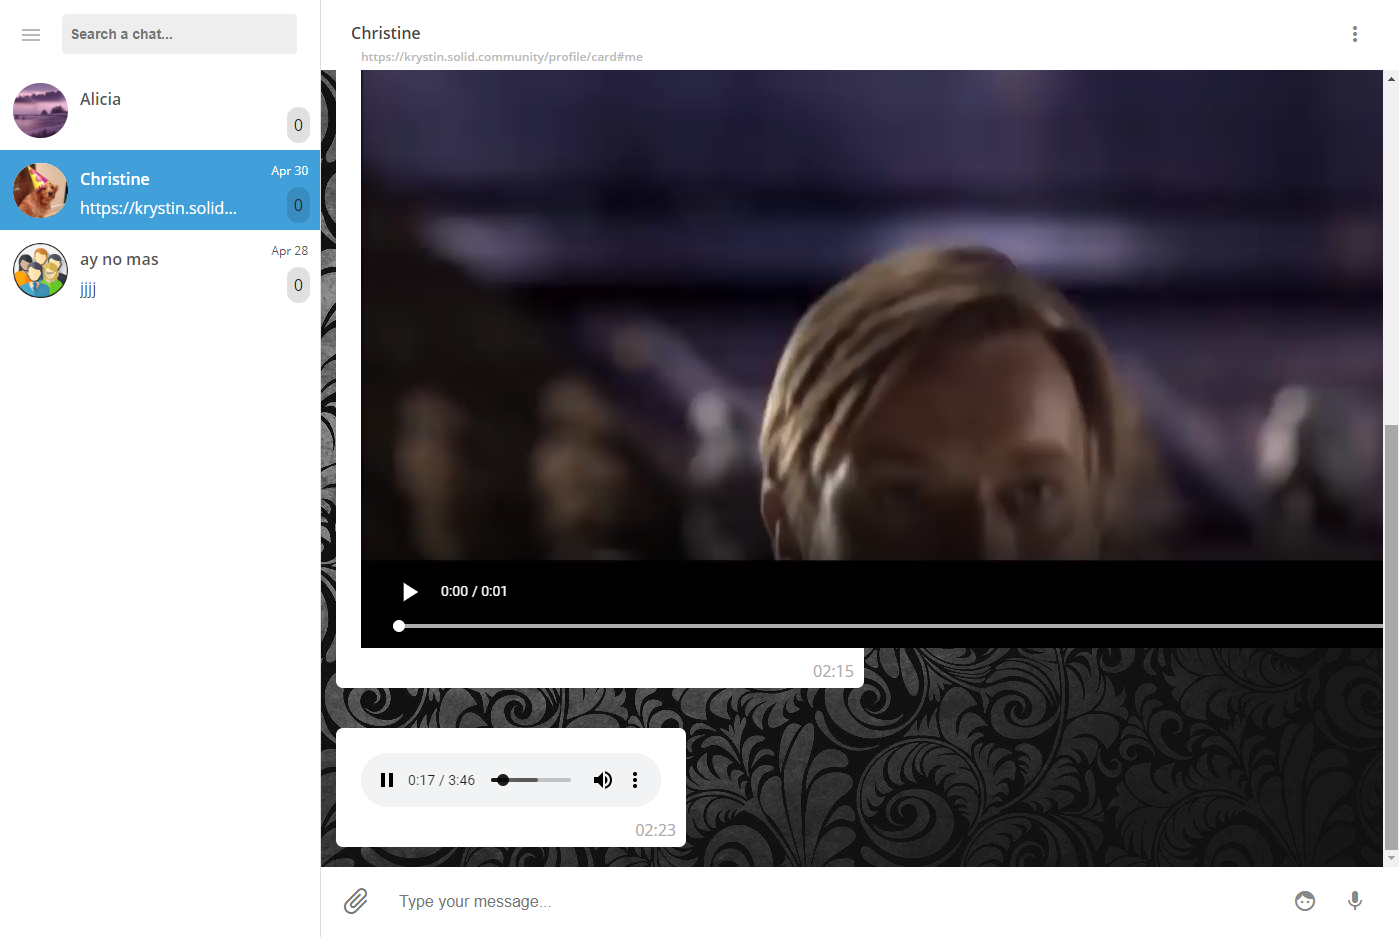 Search a chat...
Alicia
0
Christine
Apr 30
https://krystin.solid...
0
ay no mas
Apr 28
jjjj
0
Christine
https://krystin.solid.community/profile/card#me
0:00 / 0:01
02:15
0:17 / 3:46
02:23
Type your message...